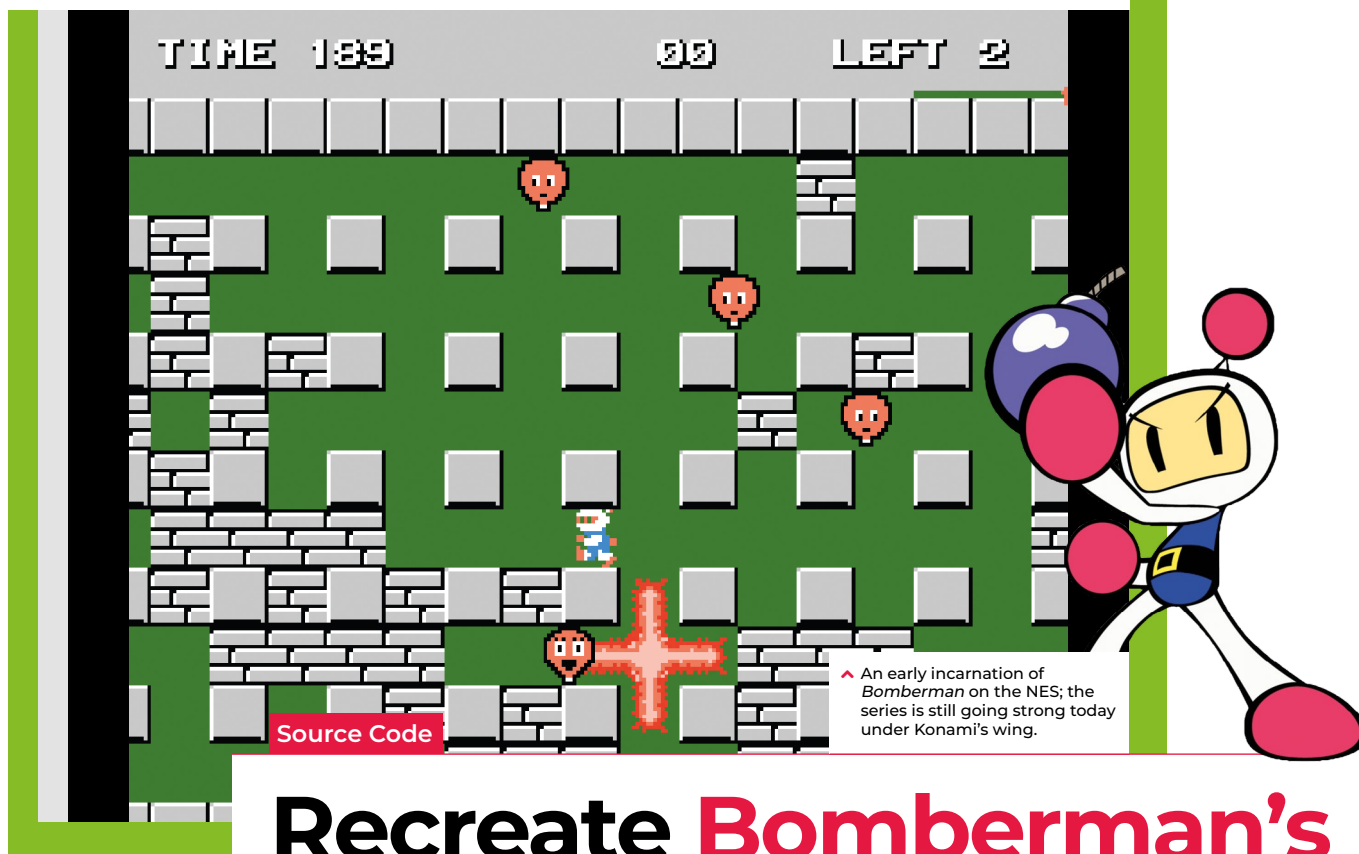 TIME 189 00 LEFT 2
An early incarnation of
Bomberman on the NES; the
series is still going strong today
under Konami’s wing.
Source Code
Recreate Bomberman’s